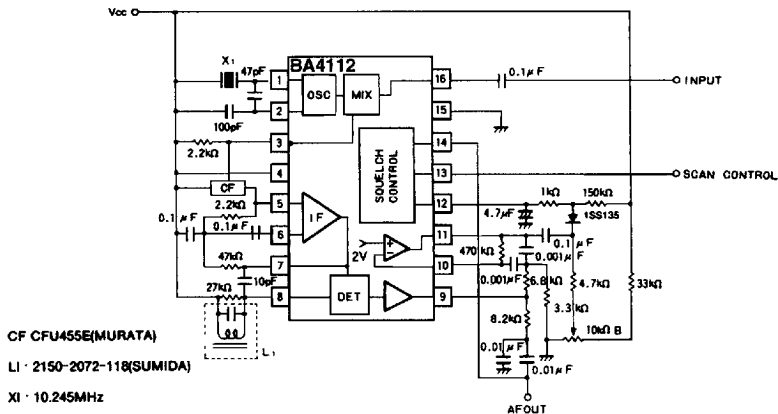 Vcc
BA4112
X1
47pF
0.1μF
INPUT
1
OSC
MIX
16
2
15
100pF
3
14
2.2kΩ
SQUELCH
CONTROL
4
13
SCAN CONTROL
CF
1kΩ
150kΩ
5
12
2.2kΩ
IF
4.7μF
1SS135
0.1μF
0.1μF
6
11
2V
+
−
470kΩ
0.1μF
0.001μF
47kΩ
7
10
0.001μF
6.8kΩ
4.7kΩ
33kΩ
10pF
27kΩ
8
DET
9
3.3kΩ
8.2kΩ
10kΩ B
L1
0.01μF
0.01μF
CF CFU455E(MURATA)
LI · 2150-2072-118(SUMIDA)
XI · 10.245MHz
AFOUT